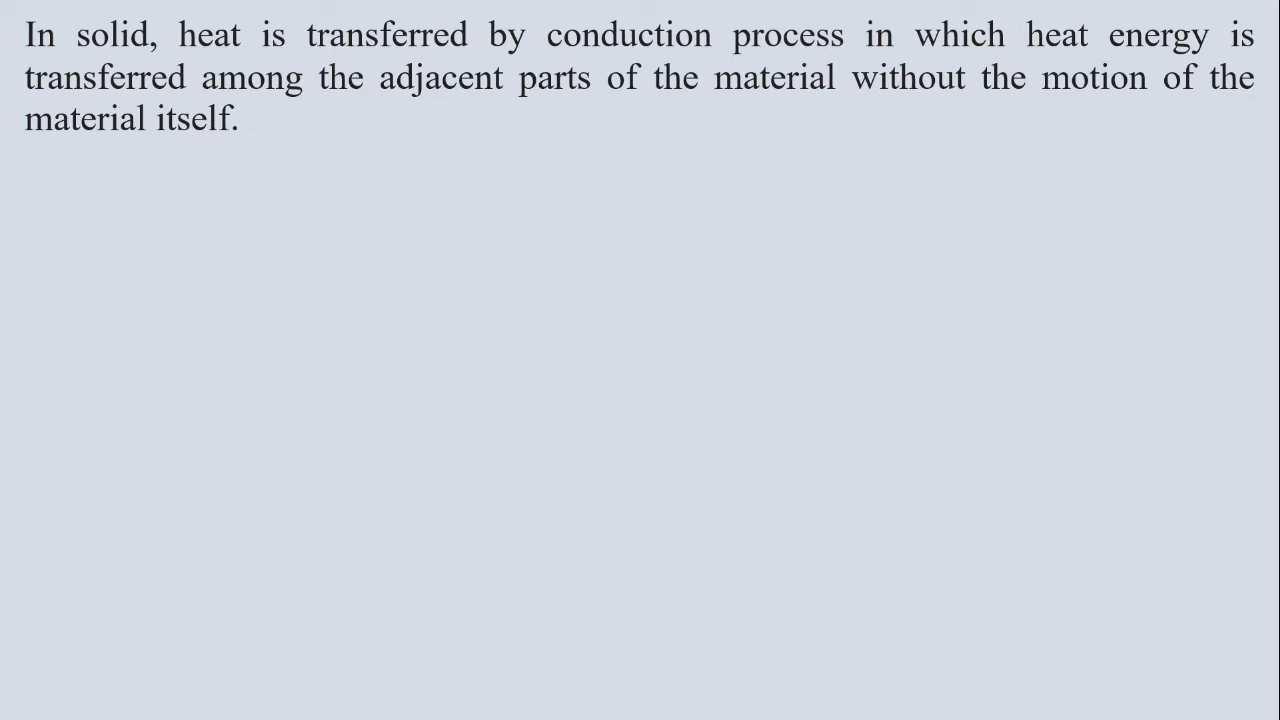 In solid, heat is transferred by conduction process in which heat energy is
transferred among the adjacent parts of the material without the motion of the
material itself.